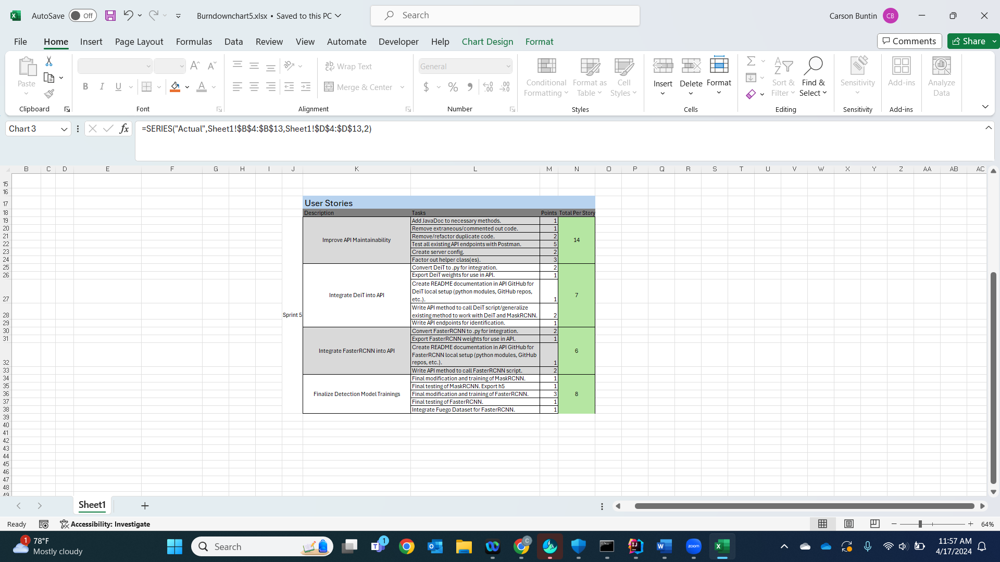 AutoSave Off Burndownchart5.xlsx • Saved to this PC Search Carson Buntin CB
File Home Insert Page Layout Formulas Data Review View Automate Developer Help Chart Design Format Comments Share
Paste
B I U
ab Wrap Text
Merge & Center
General
$ % 9 .00 .00
Conditional Formatting
Format as Table
Cell Styles
Insert Delete Format
Sort & Filter
Find & Select
Sensitivity
Add-ins
Analyze Data
Clipboard Font Alignment Number Styles Cells Editing Sensitivity Add-ins
Chart 3 fx =SERIES("Actual",Sheet1!$B$4:$B$13,Sheet1!$D$4:$D$13,2)
B C D E F G H I J K L M N O P Q R S T U V W X Y Z AA AB AC
15
16
17 User Stories
18 Description Tasks Points Total Per Story
19 Add JavaDoc to necessary methods. 1
20 Remove extraneous/commented out code. 1
21 Remove/refactor duplicate code. 2
Improve API Maintainability 14
22 Test all existing API endpoints with Postman. 5
23 Create server config. 2
24 Factor out helper class(es). 3
25 Convert DeiT to .py for integration. 2
26 Export DeiT weights for use in API. 1
Create README documentation in API GitHub for
Integrate DeiT into API DeiT local setup (python modules, GitHub repos, 7
27 etc.). 1
Write API method to call DeiT script/generalize
28 Sprint 5 existing method to work with DeiT and MaskRCNN. 2
29 Write API endpoints for identification. 1
30 Convert FasterRCNN to .py for integration. 2
31 Export FasterRCNN weights for use in API. 1
Create README documentation in API GitHub for
Integrate FasterRCNN into API FasterRCNN local setup (python modules, GitHub 6
32 repos, etc.). 1
33 Write API method to call FasterRCNN script. 2
34 Final modification and training of MaskRCNN. 1
35 Final testing of MaskRCNN. Export h5 1
36 Finalize Detection Model Trainings Final modification and training of FasterRCNN. 3 8
37 Final testing of FasterRCNN. 1
38 Integrate Fuego Dataset for FasterRCNN. 1
39
40
41
42
43
44
45
46
47
48
49
Sheet1
Ready Accessibility: Investigate 64%
1 78°F Mostly cloudy Search 1 C zoom 11:57 AM
4/17/2024